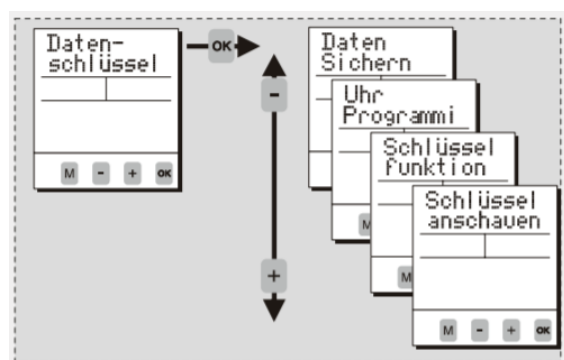 Daten-
schlüssel
M - + OK
OK
-
+
Daten
Sichern
Uhr
Programmi
M
Schlüssel
funktion
M
Schlüssel
anschauen
M - + OK